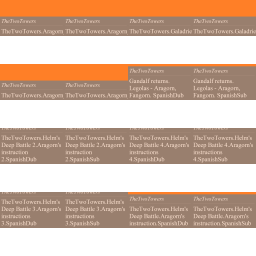 TheTwoTowers TheTwoTowers TheTwoTowers TheTwoTowers
TheTwoTowers.Aragorn TheTwoTowers.Aragorn TheTwoTowers.Galadriel TheTwoTowers.Galadriel
TheTwoTowers TheTwoTowers
Gandalf returns. Gandalf returns.
TheTwoTowers TheTwoTowers Legolas - Aragorn, Legolas - Aragorn,
TheTwoTowers.Aragorn TheTwoTowers.Aragorn Fangorn. SpanishDub Fangorn. SpanishSub
TheTwoTowers TheTwoTowers TheTwoTowers TheTwoTowers
TheTwoTowers.Helm's TheTwoTowers.Helm's TheTwoTowers.Helm's TheTwoTowers.Helm's
Deep Battle 2.Aragorn's Deep Battle 2.Aragorn's Deep Battle 4.Aragorn's Deep Battle 4.Aragorn's
instruction instruction instructions instructions
2.SpanishDub 2.SpanishSub 4.SpanishDub 4.SpanishSub
TheTwoTowers TheTwoTowers TheTwoTowers TheTwoTowers
TheTwoTowers.Helm's TheTwoTowers.Helm's TheTwoTowers.Helm's TheTwoTowers.Helm's
Deep Battle 3.Aragorn's Deep Battle 3.Aragorn's Deep Battle.Aragorn's Deep Battle.Aragorn's
instructions instructions instruction.SpanishDub instruction.SpanishSub
3.SpanishDub 3.SpanishSub